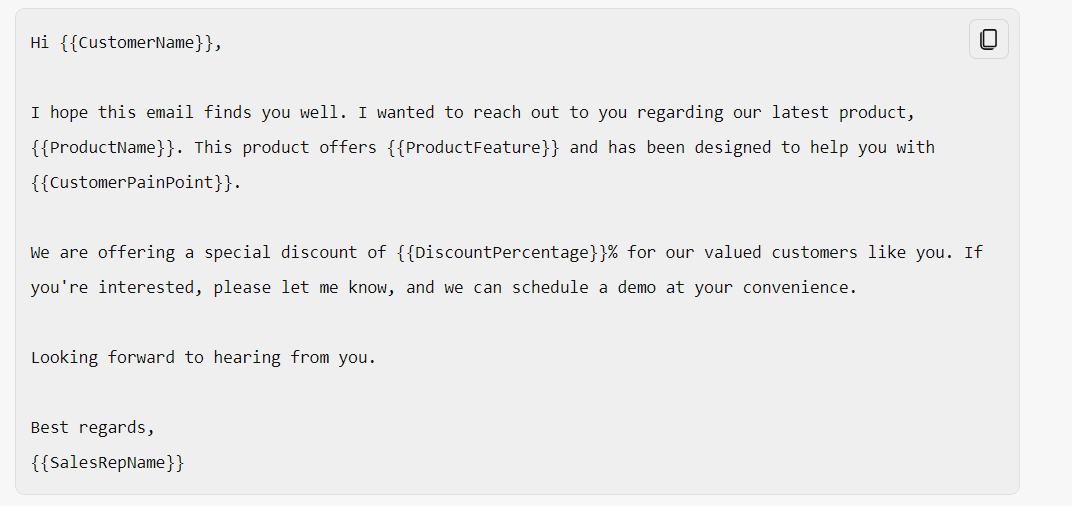 Hi {{CustomerName}},
I hope this email finds you well. I wanted to reach out to you regarding our latest product,
{{ProductName}}. This product offers {{ProductFeature}} and has been designed to help you with
{{CustomerPainPoint}}.
We are offering a special discount of {{DiscountPercentage}}% for our valued customers like you. If
you're interested, please let me know, and we can schedule a demo at your convenience.
Looking forward to hearing from you.
Best regards,
{{SalesRepName}}